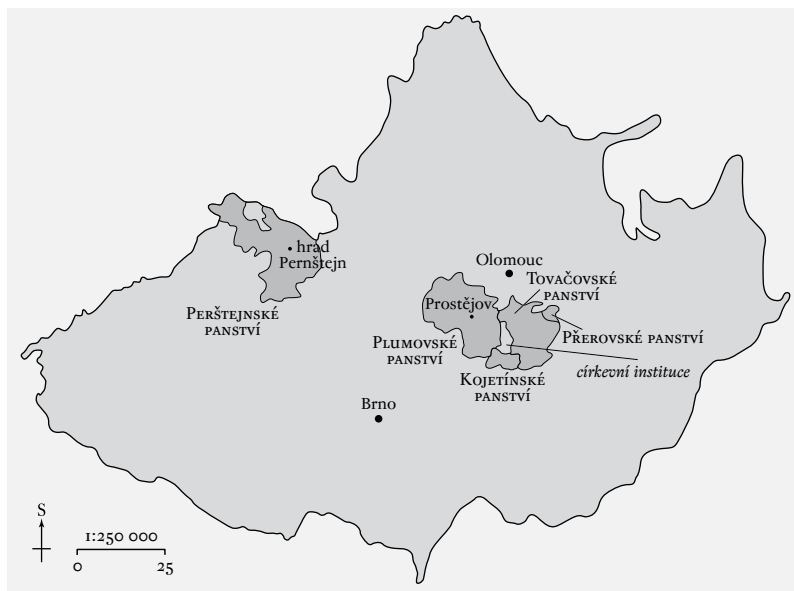 hrad
Pernštejn
Olomouc
Tovačovské
panství
Perštejnské
panství
Prostějov
Plumovské
panství
Přerovské panství
Kojetínské
panství
církevní instituce
Brno
S
1:250 000
0
25